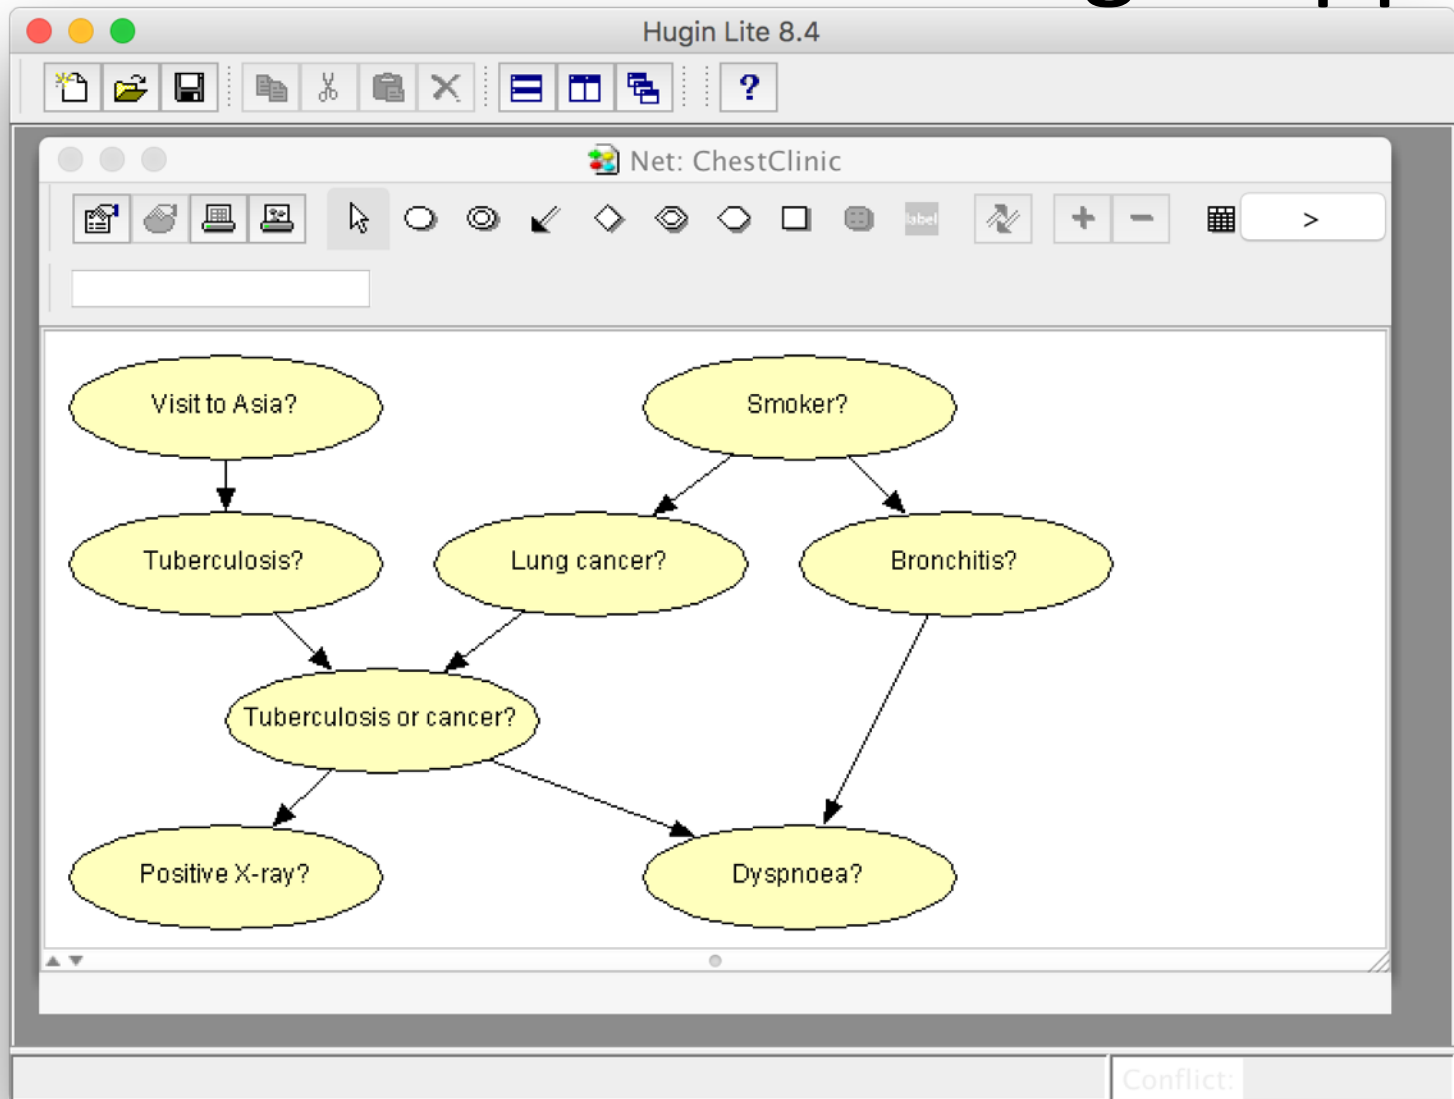 Hugin Lite 8.4
?
Net: ChestClinic
label
>
Visit to Asia?
Smoker?
Tuberculosis?
Lung cancer?
Bronchitis?
Tuberculosis or cancer?
Positive X-ray?
Dyspnoea?
Conflict: